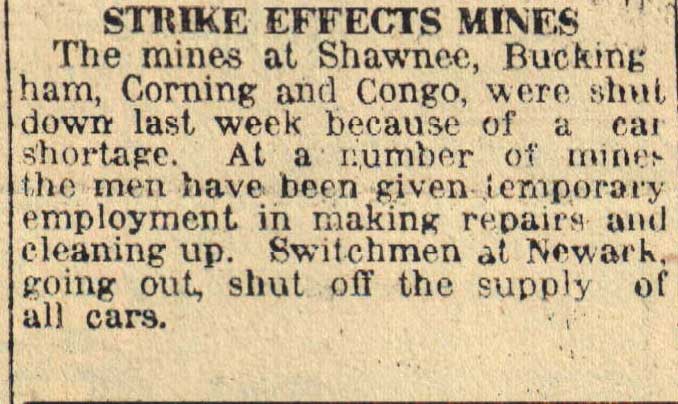 STRIKE EFFECTS MINES
The mines at Shawnee, Bucking
ham, Corning and Congo, were shut
down last week because of a car
shortage. At a number of mines
the men have been given temporary
employment in making repairs and
cleaning up. Switchmen at Newark,
going out, shut off the supply of
all cars.